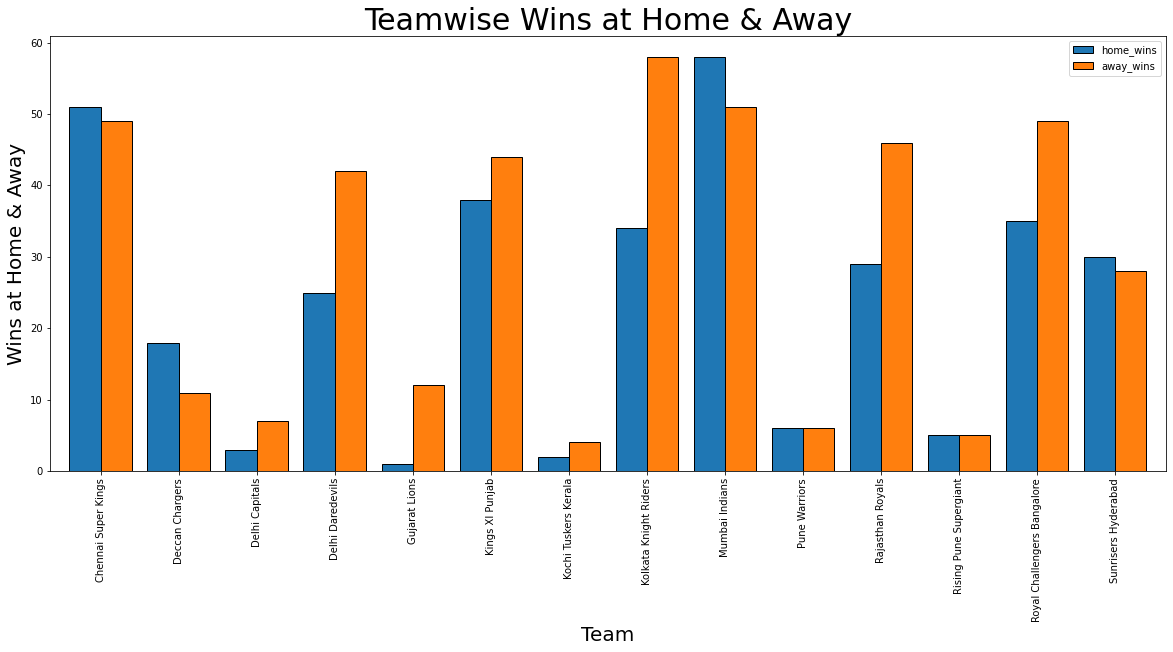 Teamwise Wins at Home & Away
home_wins
away_wins
Wins at Home & Away
60
50
40
30
20
10
0
Chennai Super Kings
Deccan Chargers
Delhi Capitals
Delhi Daredevils
Gujarat Lions
Kings XI Punjab
Kochi Tuskers Kerala
Kolkata Knight Riders
Mumbai Indians
Pune Warriors
Rajasthan Royals
Rising Pune Supergiant
Royal Challengers Bangalore
Sunrisers Hyderabad
Team